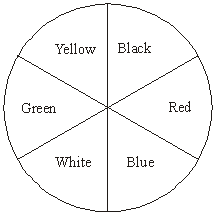 Yellow Black
Green Red
White Blue